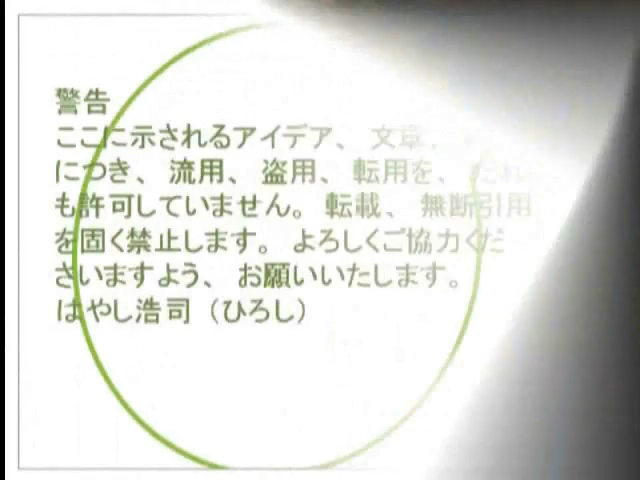 警告
ここに示されるアイデア、文章、
につき、流用、盗用、転用を、だれ
も許可していません。転載、無断引用
を固く禁止します。よろしくご協力くだ
さいますよう、お願いいたします。
はやし浩司（ひろし）